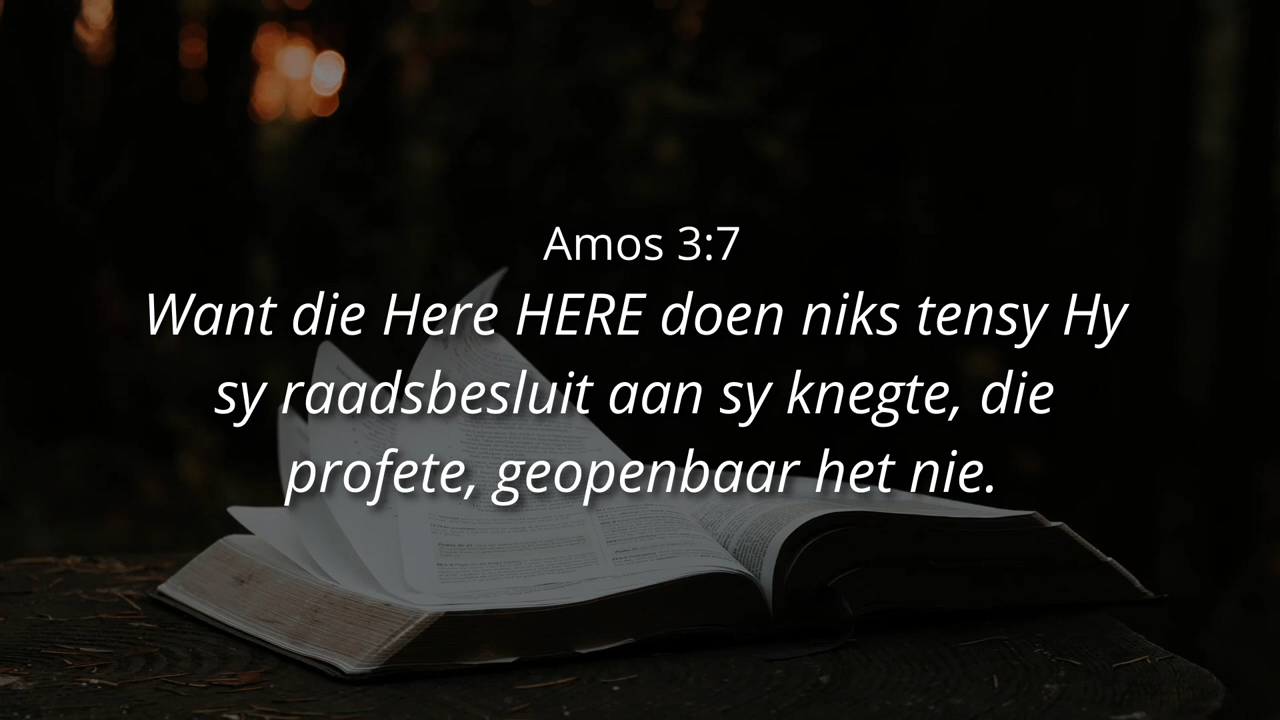 Amos 3:7
Want die Here HERE doen niks tensy Hy
sy raadsbesluit aan sy knegte, die
profete, geopenbaar het nie.